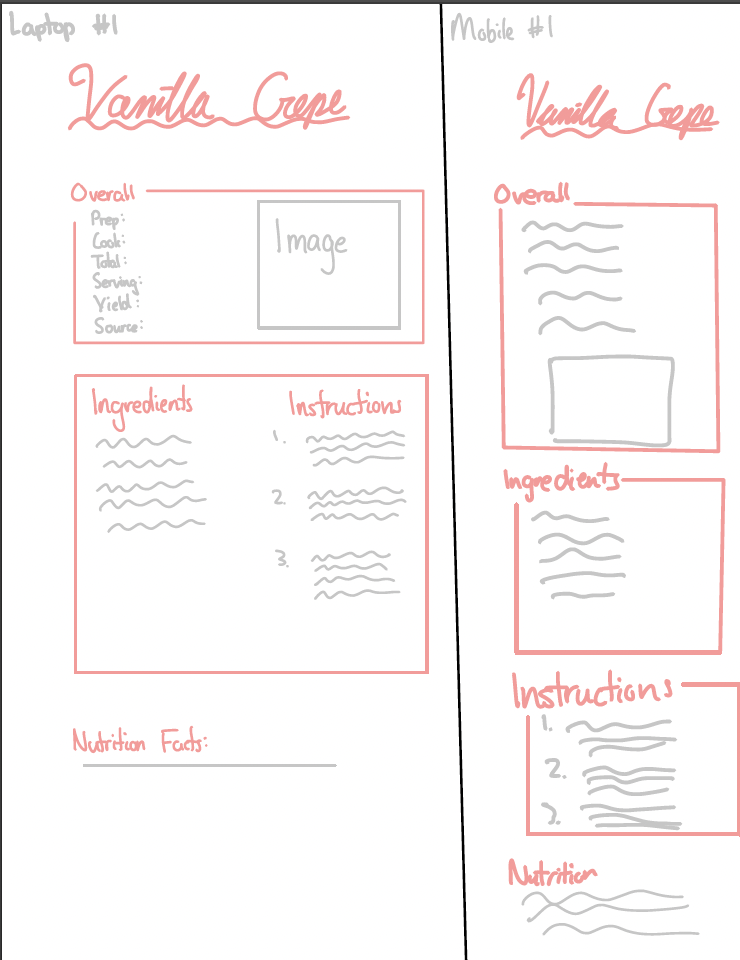 Laptop #1
Vanilla Crepe
Overall
Prep:
Cook:
Total:
Serving:
Yield:
Source:
Image
Ingredients
Instructions
1.
2.
3.
Nutrition Facts:
Mobile #1
Vanilla Crepe
Overall
Ingredients
Instructions
1.
2.
3.
Nutrition